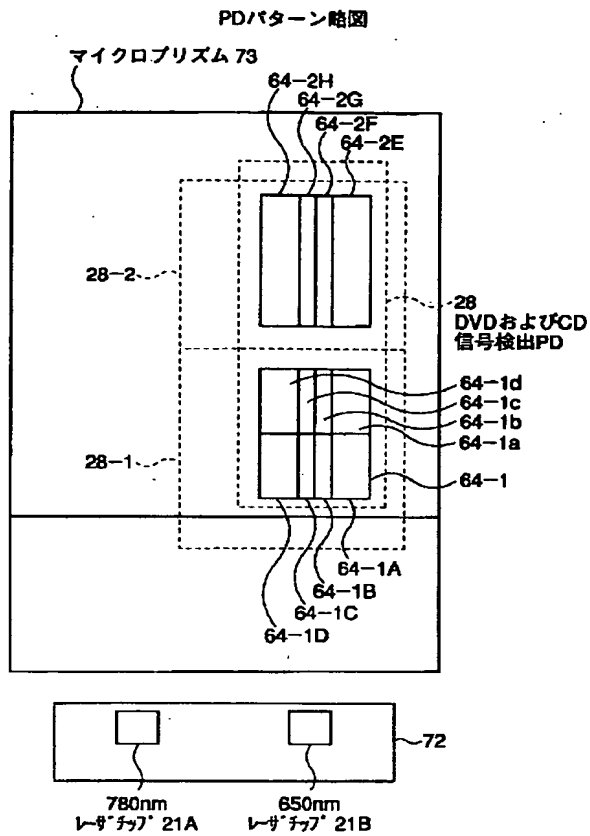 PDパターン略図
マイクロプリズム 73
64-2H
64-2G
64-2F
64-2E
28-2
28
DVDおよびCD
信号検出PD
64-1d
64-1c
64-1b
64-1a
28-1
64-1
64-1A
64-1B
64-1C
64-1D
72
780nm
ﾚｰｻﾞﾁｯﾌﾟ 21A
650nm
ﾚｰｻﾞﾁｯﾌﾟ 21B